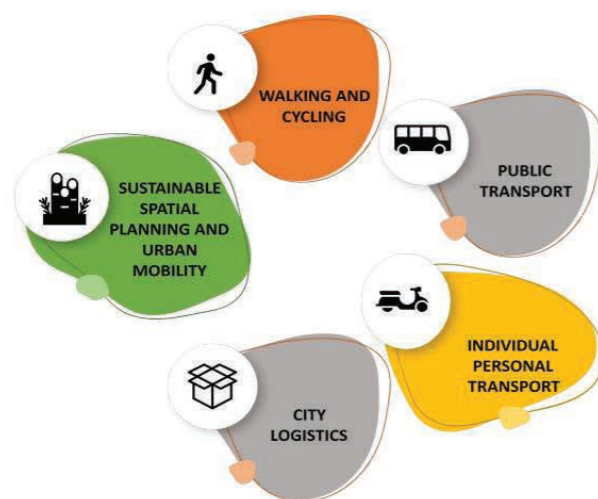 WALKING AND
CYCLING
PUBLIC
TRANSPORT
SUSTAINABLE
SPATIAL
PLANNING AND
URBAN
MOBILITY
INDIVIDUAL
PERSONAL
TRANSPORT
CITY
LOGISTICS